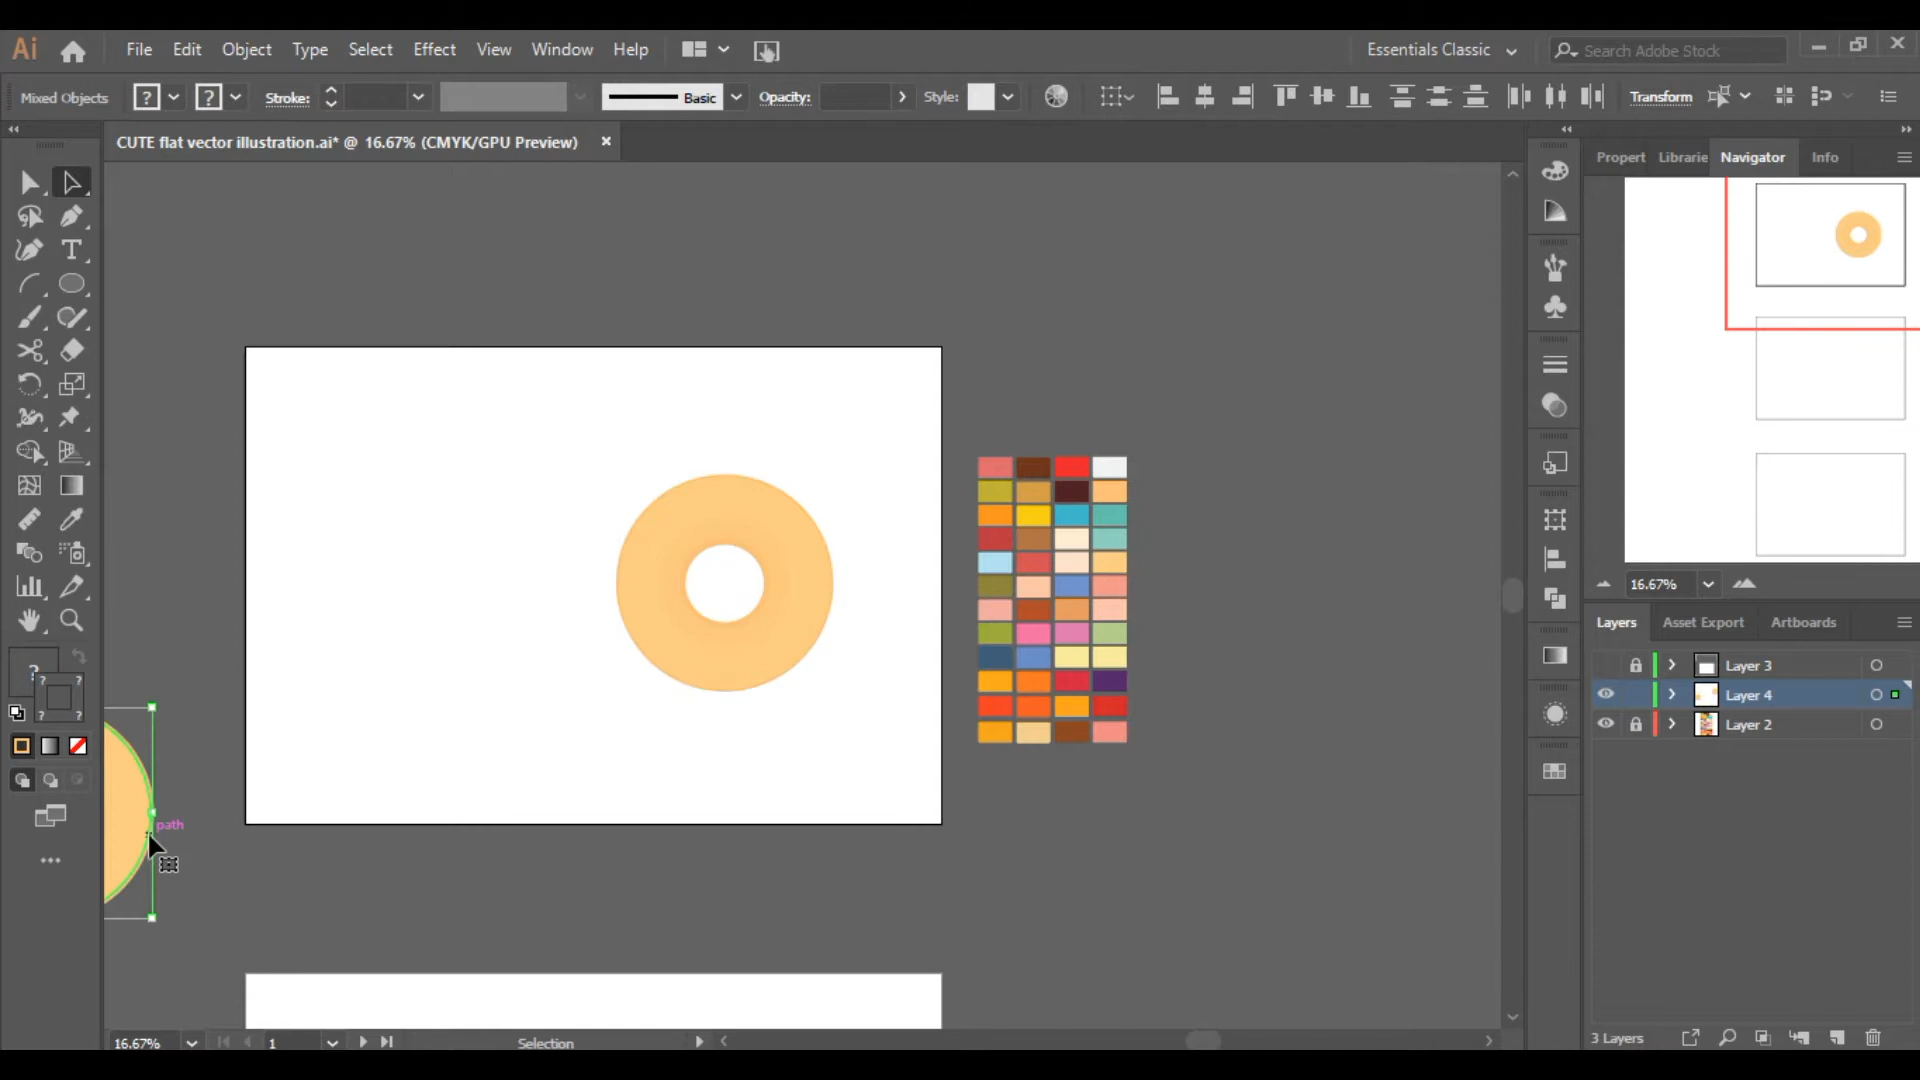 Ai File Edit Object Type Select Effect View Window Help Essentials Classic Search Adobe Stock
Mixed Objects ? ? Stroke: Basic Opacity: Style: Transform
CUTE flat vector illustration.ai* @ 16.67% (CMYK/GPU Preview) ×
Propert Librarie Navigator Info
T
16.67%
Layers Asset Export Artboards
Layer 3
Layer 4
Layer 2
?
? ?
? ?
path
16.67% 1 Selection
3 Layers